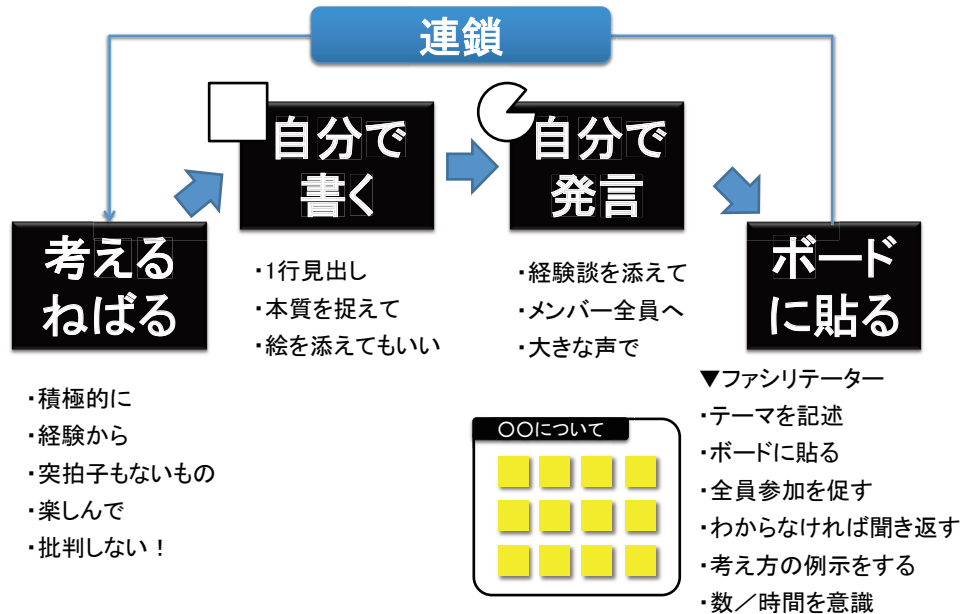 連鎖
考える
ねばる
・積極的に
・経験から
・突拍子もないもの
・楽しんで
・批判しない！
自分で
書く
・1行見出し
・本質を捉えて
・絵を添えてもいい
自分で
発言
・経験談を添えて
・メンバー全員へ
・大きな声で
ボード
に貼る
▼ファシリテーター
・テーマを記述
・ボードに貼る
・全員参加を促す
・わからなければ聞き返す
・考え方の例示をする
・数／時間を意識
〇〇について